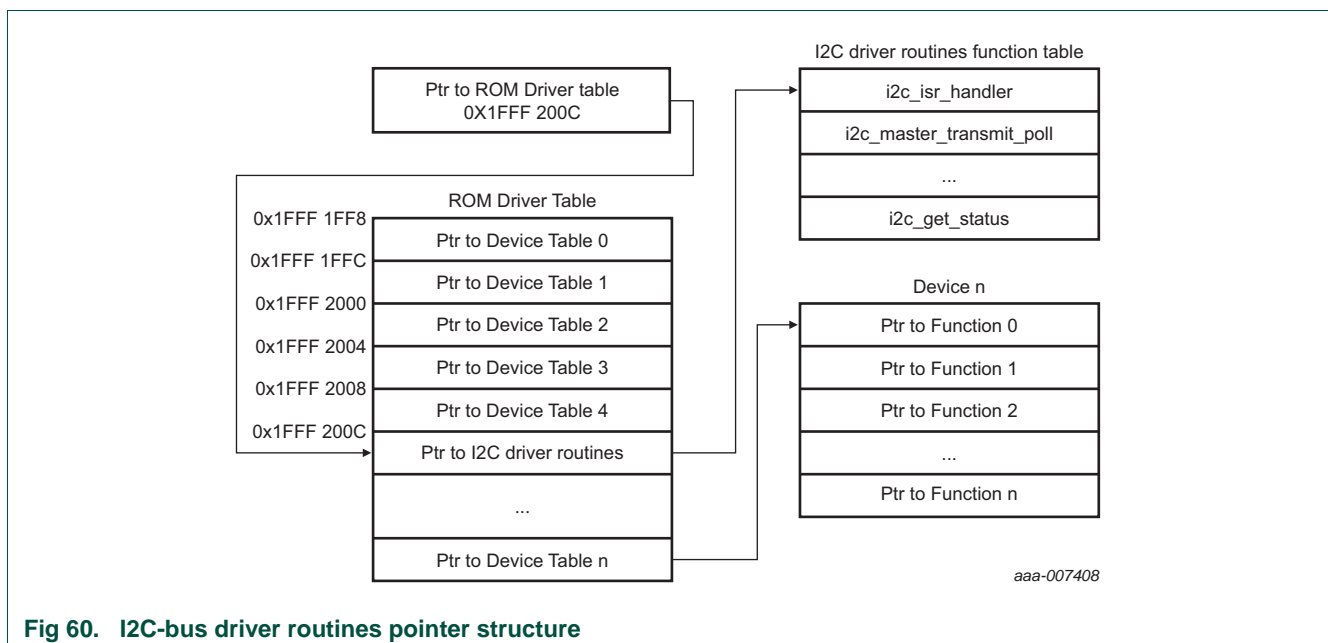 I2C driver routines function table
Ptr to ROM Driver table
0X1FFF 200C
i2c_isr_handler
i2c_master_transmit_poll
...
i2c_get_status
ROM Driver Table
0x1FFF 1FF8
Ptr to Device Table 0
0x1FFF 1FFC
Ptr to Device Table 1
0x1FFF 2000
Ptr to Device Table 2
0x1FFF 2004
Ptr to Device Table 3
0x1FFF 2008
Ptr to Device Table 4
0x1FFF 200C
Ptr to I2C driver routines
...
Ptr to Device Table n
Device n
Ptr to Function 0
Ptr to Function 1
Ptr to Function 2
...
Ptr to Function n
aaa-007408
Fig 60. I2C-bus driver routines pointer structure